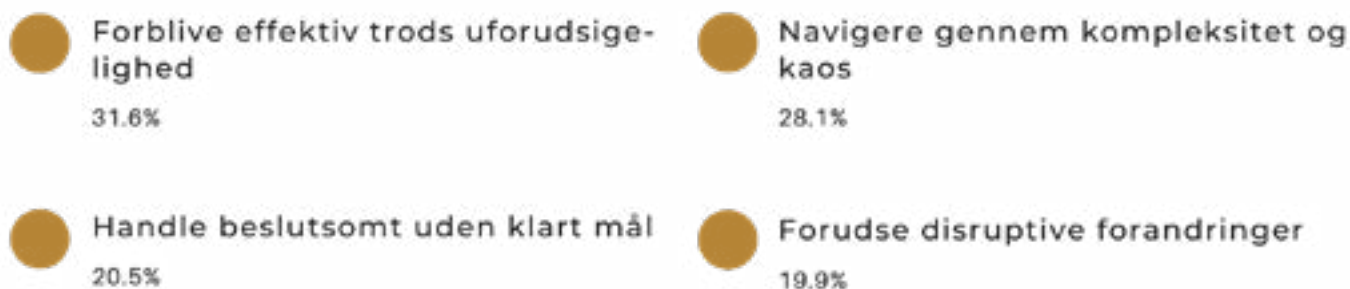 Forblive effektiv trods uforudsige-
lighed
31.6%
Navigere gennem kompleksitet og
kaos
28.1%
Handle beslutsomt uden klart mål
20.5%
Forudse disruptive forandringer
19.9%